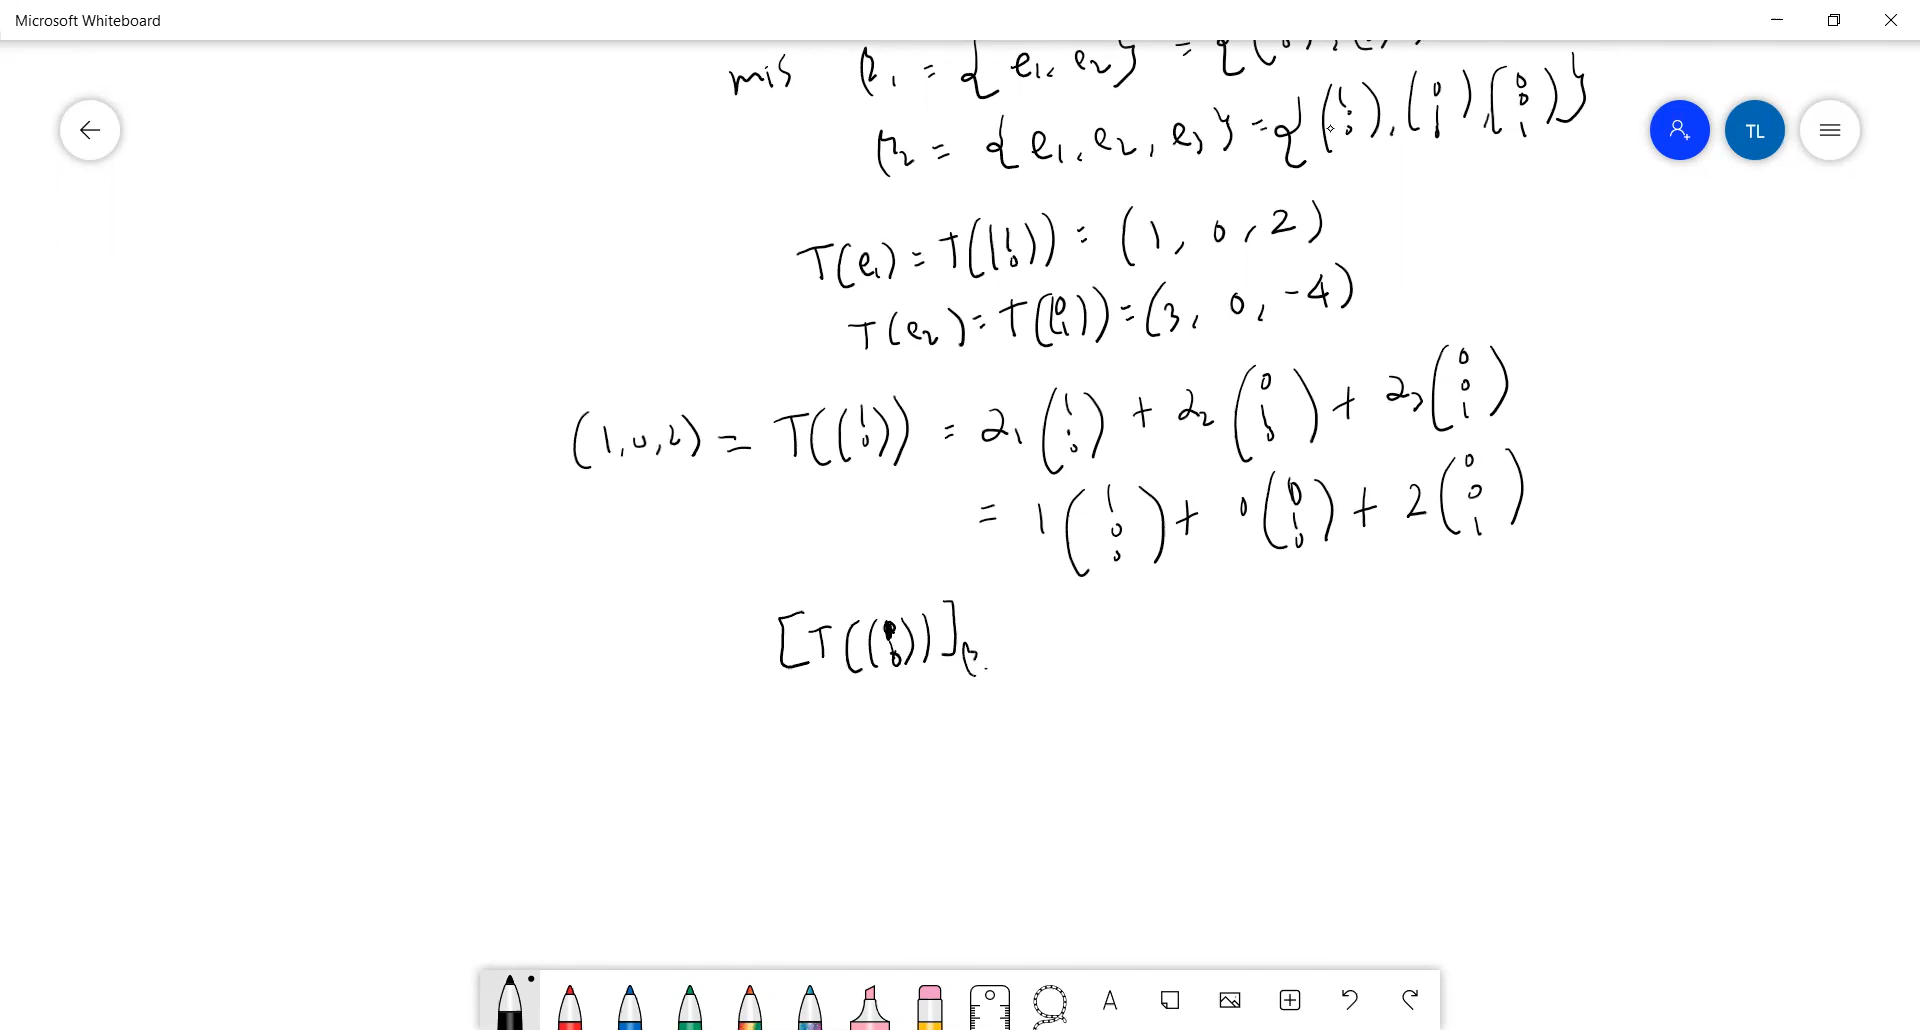 Microsoft Whiteboard
β₁ = {e₁, e₂} =
β₂ = {e₁, e₂, e₃} = {(1 0 0), (0 1 0), (0 0 1)}
TL
T(e₁) = T((1 0)) = (1, 0, 2)
T(e₂) = T((0 1)) = (3, 0, -4)
(1, 0, 2) = T((1 0)) = a₁(1 0 0) + a₂(0 1 0) + a₃(0 0 1)
= 1(1 0 0) + 0(0 1 0) + 2(0 0 1)
[T((1 0))]β